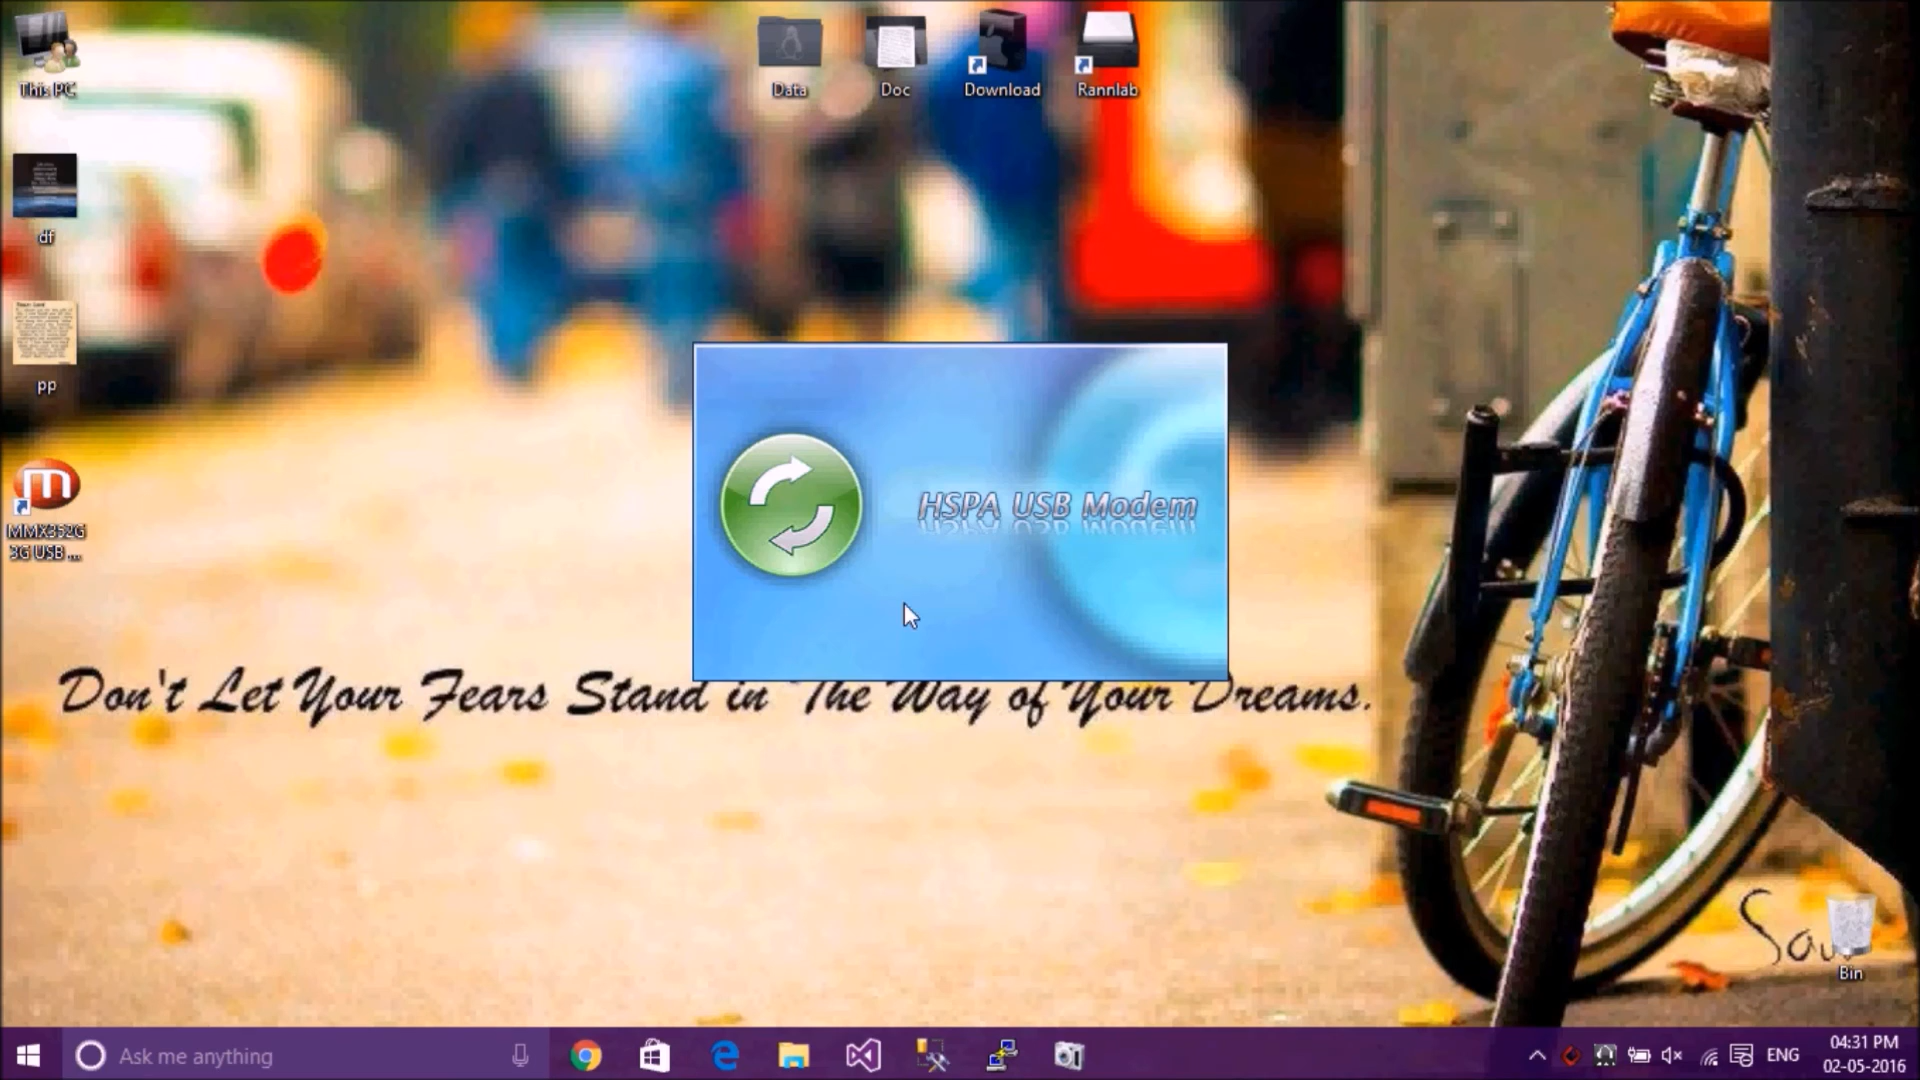 This PC
Data
Doc
Download
Rannlab
df
pp
MMX352G
3G USB ...
HSPA USB Modem
Don't Let Your Fears Stand in The Way of Your Dreams.
Bin
Ask me anything
ENG
04:31 PM
02-05-2016